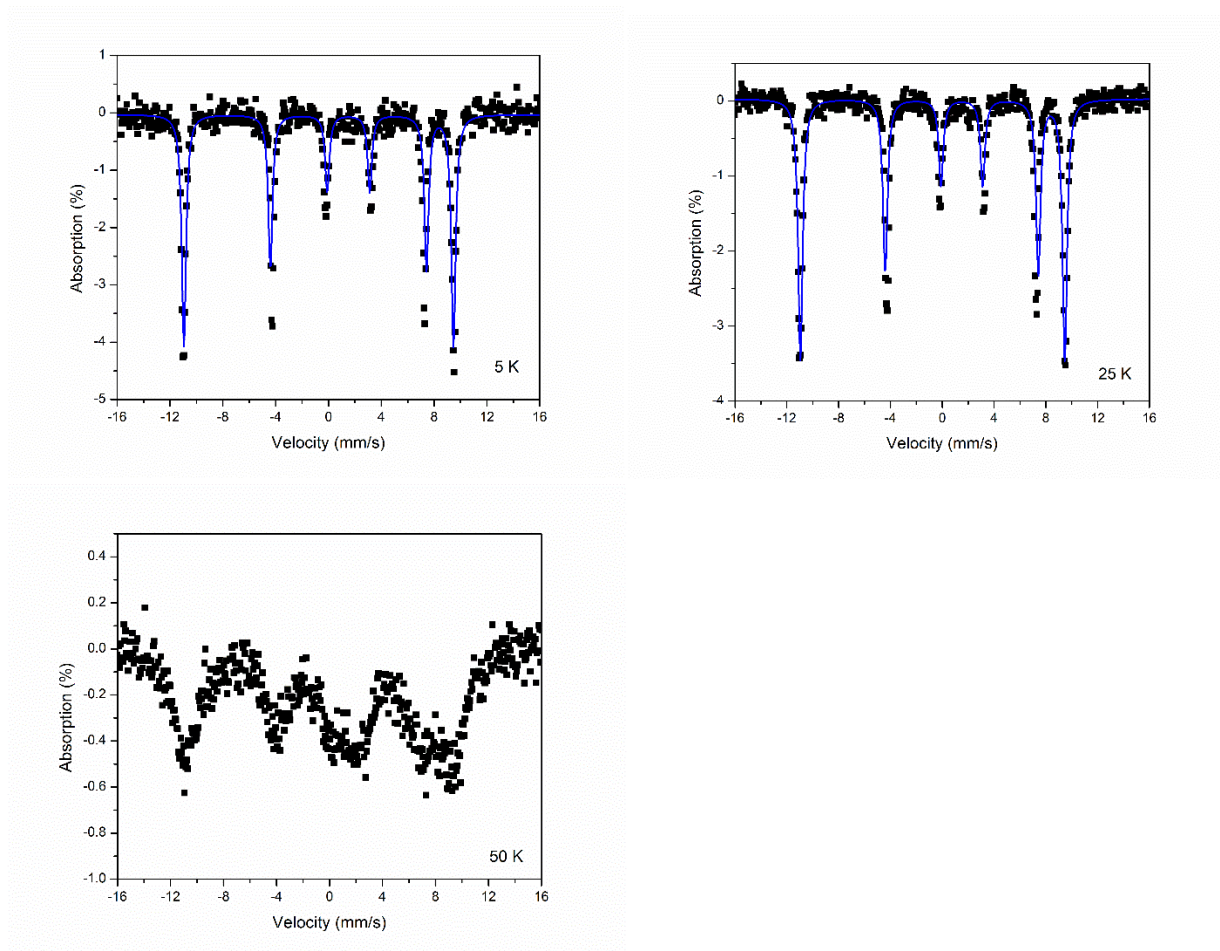 1
0
-1
-2
-3
-4
-5
Absorption (%)
5 K
-16 -12 -8 -4 0 4 8 12 16
Velocity (mm/s)
0
-1
-2
-3
-4
Absorption (%)
25 K
-16 -12 -8 -4 0 4 8 12 16
Velocity (mm/s)
0.4
0.2
0.0
-0.2
-0.4
-0.6
-0.8
-1.0
Absorption (%)
50 K
-16 -12 -8 -4 0 4 8 12 16
Velocity (mm/s)